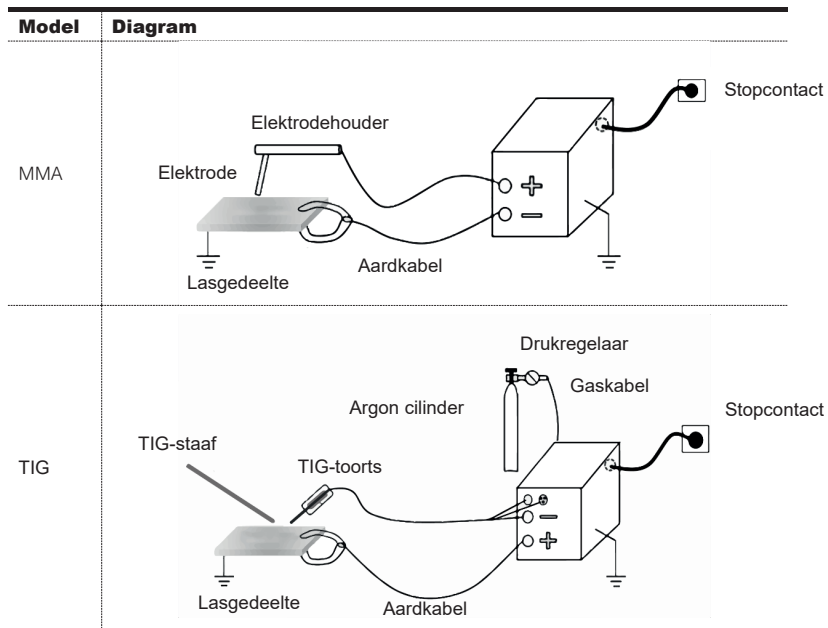 Model Diagram
Stopcontact
Elektrodehouder
MMA
Elektrode
+
−
Aardkabel
Lasgedeelte
Drukregelaar
Gaskabel
Argon cilinder
Stopcontact
TIG-staaf
TIG-toorts
TIG
−
+
Lasgedeelte
Aardkabel